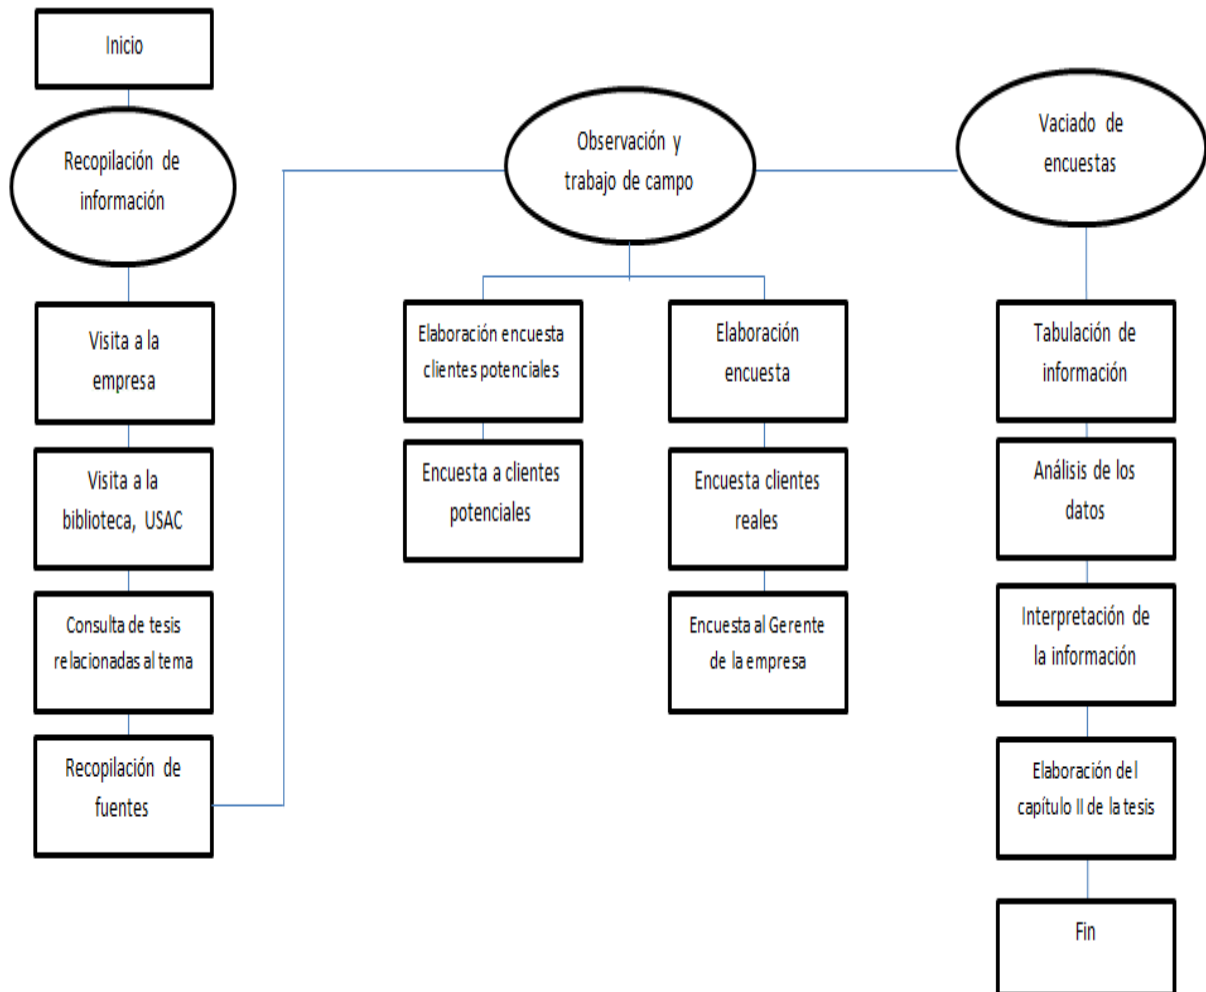 Inicio
Recopilación de
información
Visita a la
empresa
Visita a la
biblioteca, USAC
Consulta de tesis
relacionadas al tema
Recopilación de
fuentes
Observación y
trabajo de campo
Elaboración encuesta
clientes potenciales
Encuesta a clientes
potenciales
Elaboración
encuesta
Encuesta clientes
reales
Encuesta al Gerente
de la empresa
Vaciado de
encuestas
Tabulación de
información
Análisis de los
datos
Interpretación de
la información
Elaboración del
capítulo II de la tesis
Fin